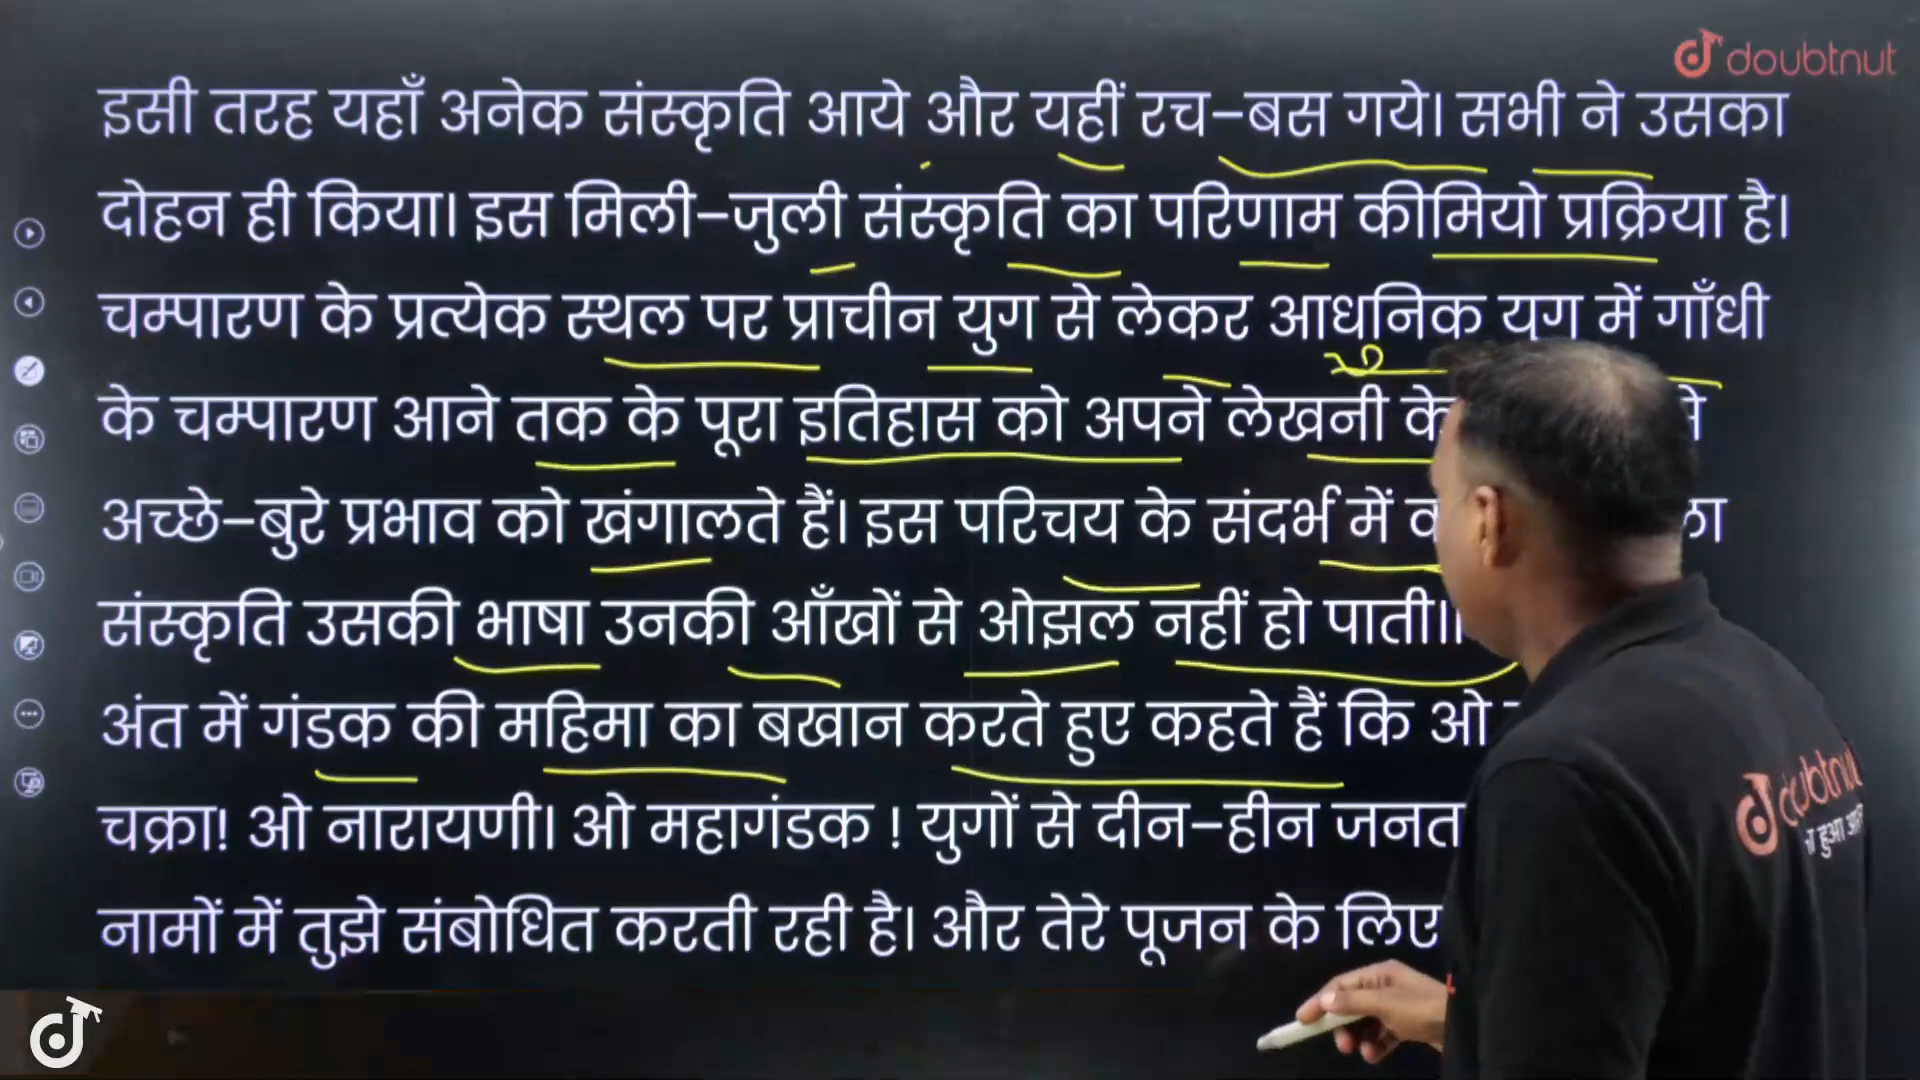 doubtnut
इसी तरह यहाँ अनेक संस्कृति आये और यहीं रच–बस गये। सभी ने उसका
दोहन ही किया। इस मिली–जुली संस्कृति का परिणाम कीमियो प्रक्रिया है।
चम्पारण के प्रत्येक स्थल पर प्राचीन युग से लेकर आधुनिक युग में गाँधी
के चम्पारण आने तक के पूरा इतिहास को अपने लेखनी के
अच्छे–बुरे प्रभाव को खंगालते हैं। इस परिचय के संदर्भ में
संस्कृति उसकी भाषा उनकी आँखों से ओझल नहीं हो पाती।
अंत में गंडक की महिमा का बखान करते हुए कहते हैं कि ओ
चक्रा! ओ नारायणी। ओ महागंडक ! युगों से दीन–हीन
नामों में तुझे संबोधित करती रही है। और तेरे पूजन के लिए
doubtnut
हुआ